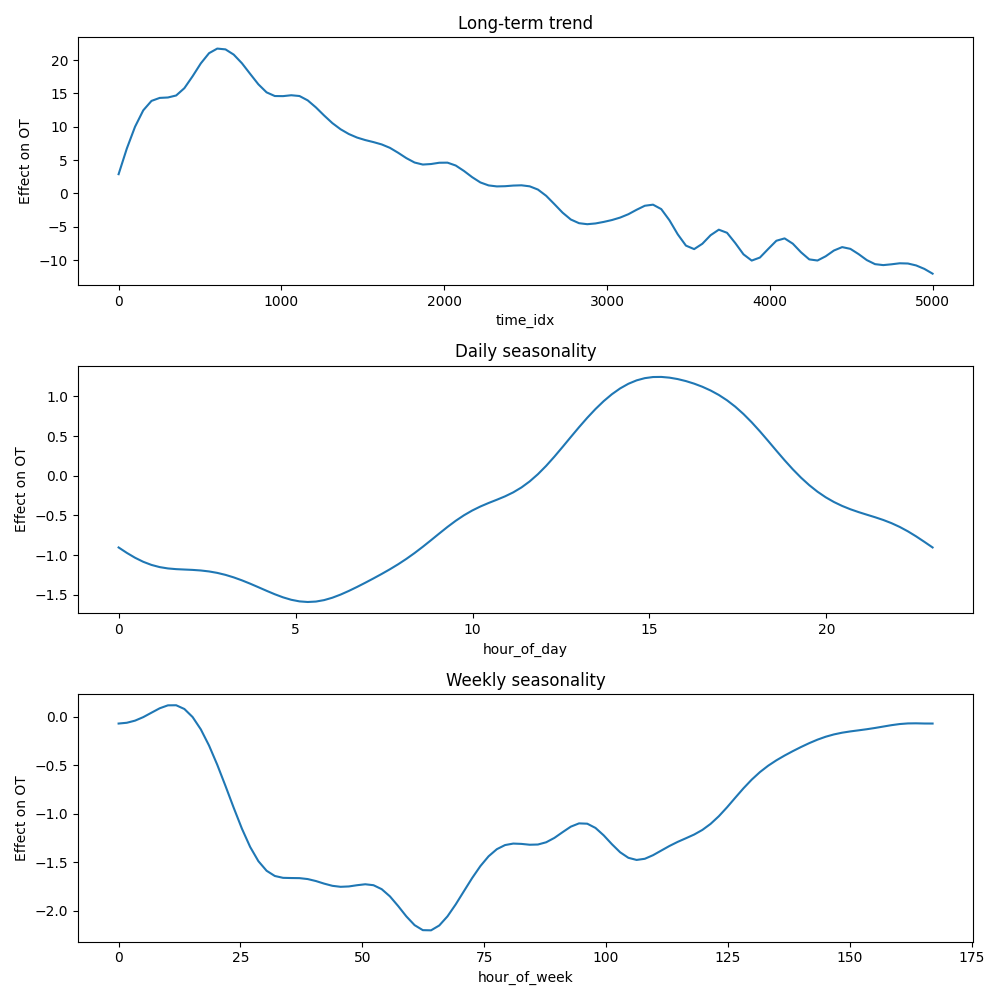 Long-term trend
Effect on OT
20
15
10
5
0
−5
−10
0 1000 2000 3000 4000 5000
time_idx
Daily seasonality
Effect on OT
1.0
0.5
0.0
−0.5
−1.0
−1.5
0 5 10 15 20
hour_of_day
Weekly seasonality
Effect on OT
0.0
−0.5
−1.0
−1.5
−2.0
0 25 50 75 100 125 150 175
hour_of_week